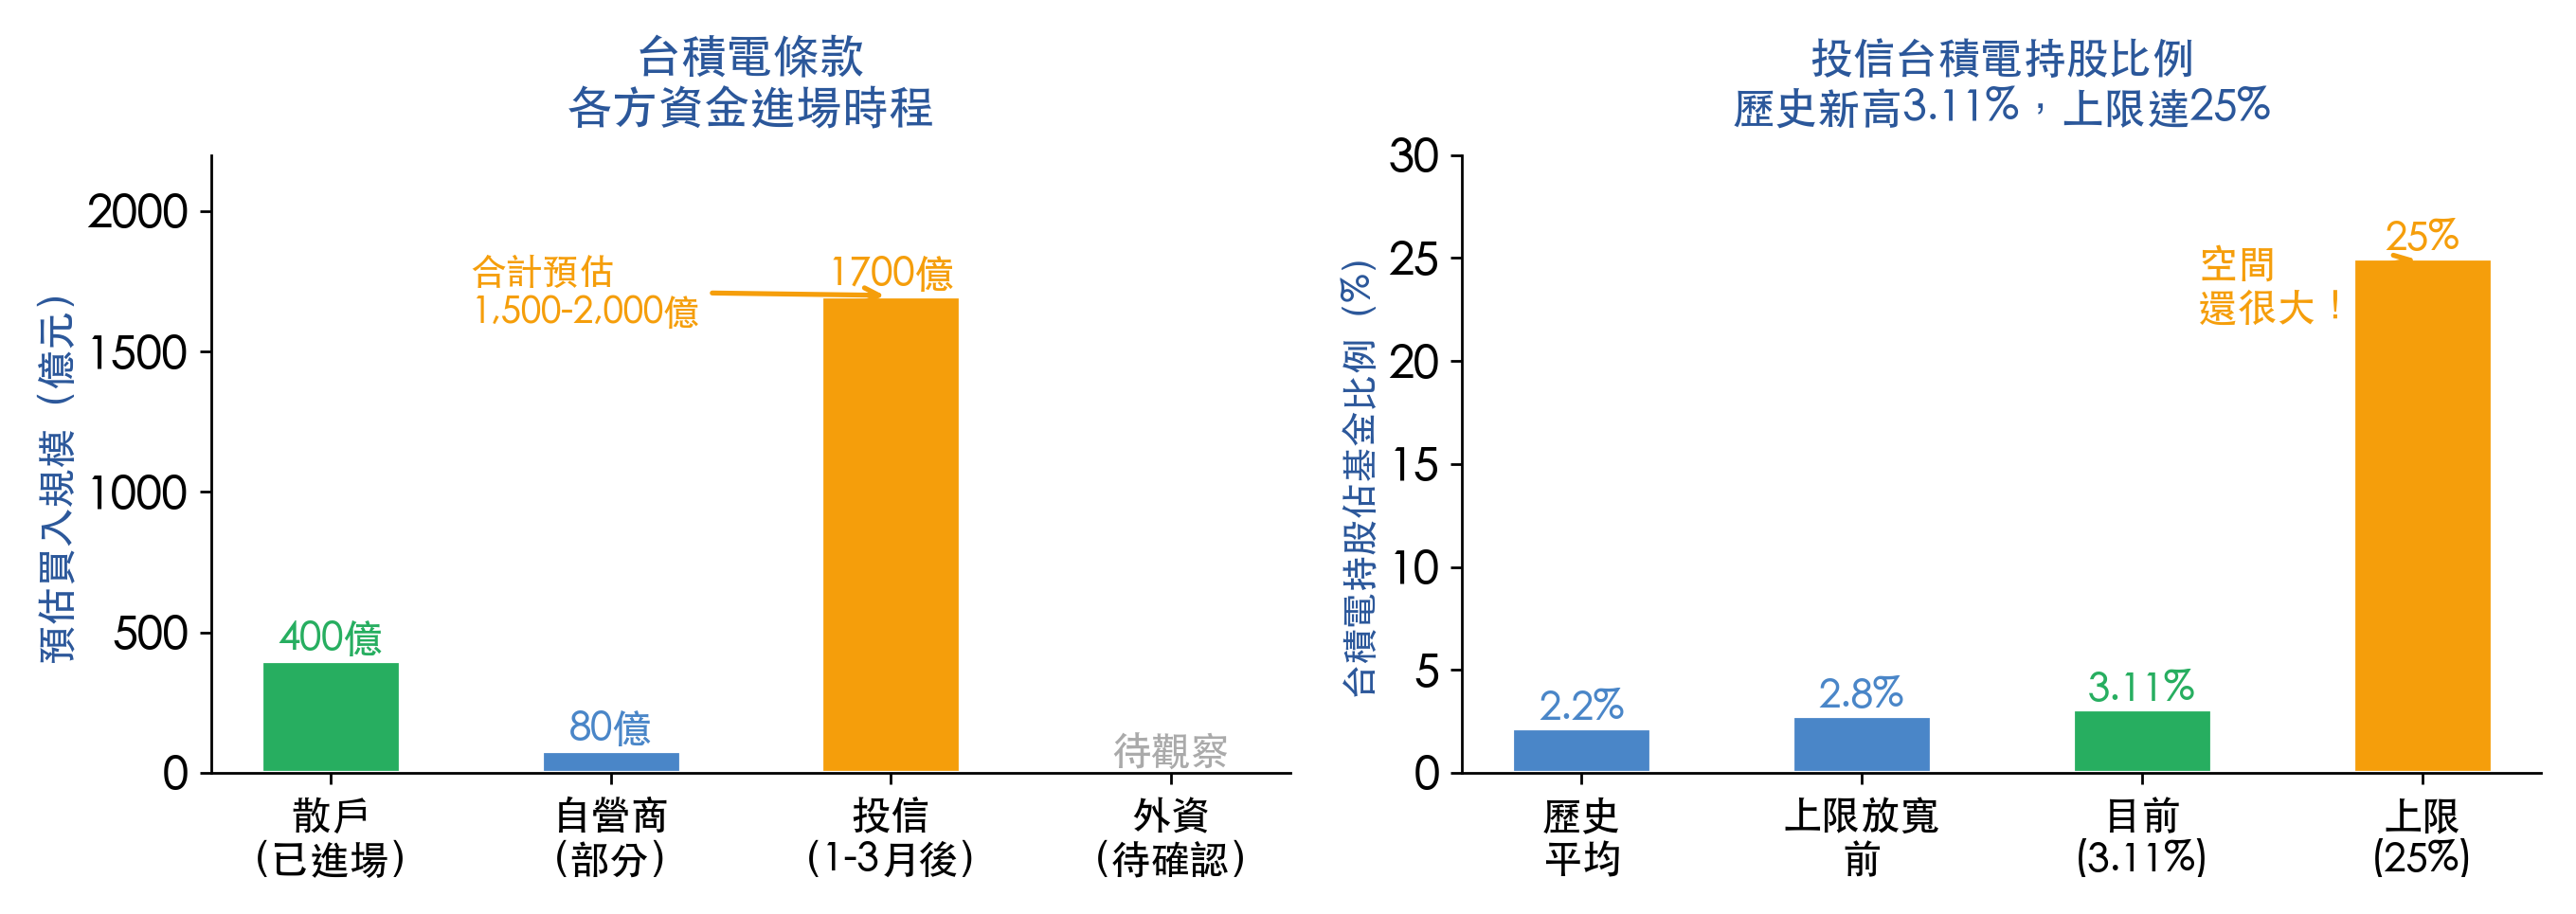 台積電條款
各方資金進場時程
預估買入規模（億元）
2000
1500
1000
500
0
合計預估
1,500-2,000億
400億
80億
1700億
待觀察
散戶
(已進場)
自營商
(部分)
投信
(1-3月後)
外資
(待確認)
投信台積電持股比例
歷史新高3.11%，上限達25%
台積電持股佔基金比例（%）
30
25
20
15
10
5
0
空間
還很大！
2.2%
2.8%
3.11%
25%
歷史
平均
上限放寬
前
目前
(3.11%)
上限
(25%)